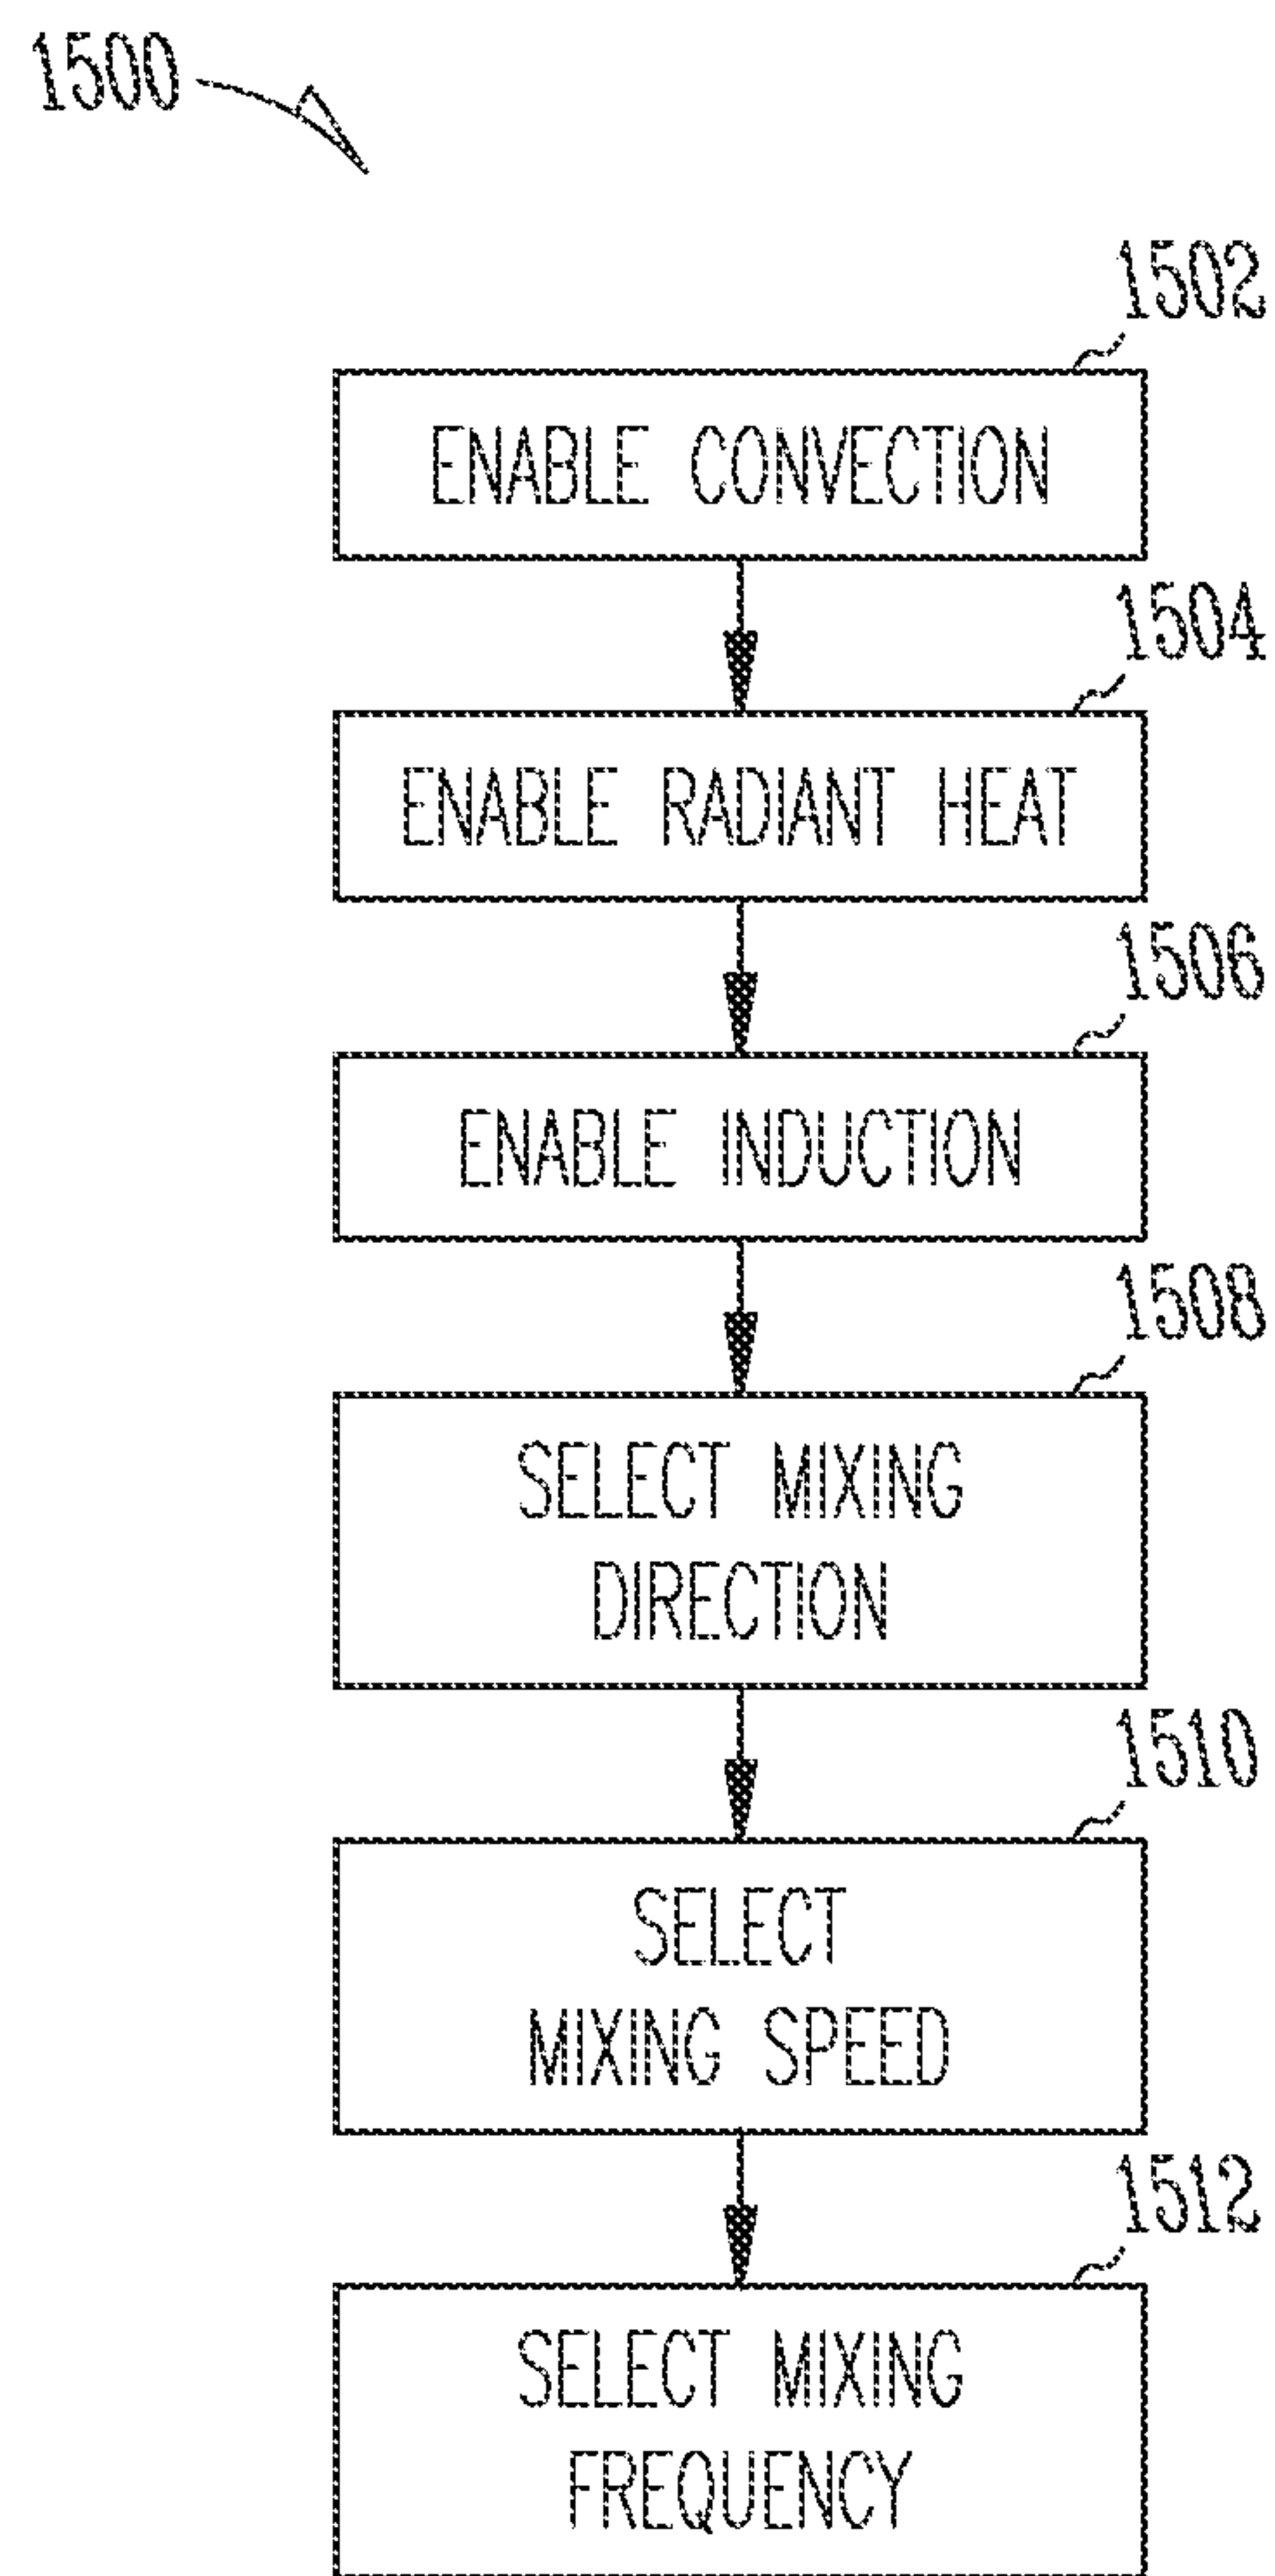 1500
1502
ENABLE CONVECTION
1504
ENABLE RADIANT HEAT
1506
ENABLE INDUCTION
1508
SELECT MIXING
DIRECTION
1510
SELECT
MIXING SPEED
1512
SELECT MIXING
FREQUENCY